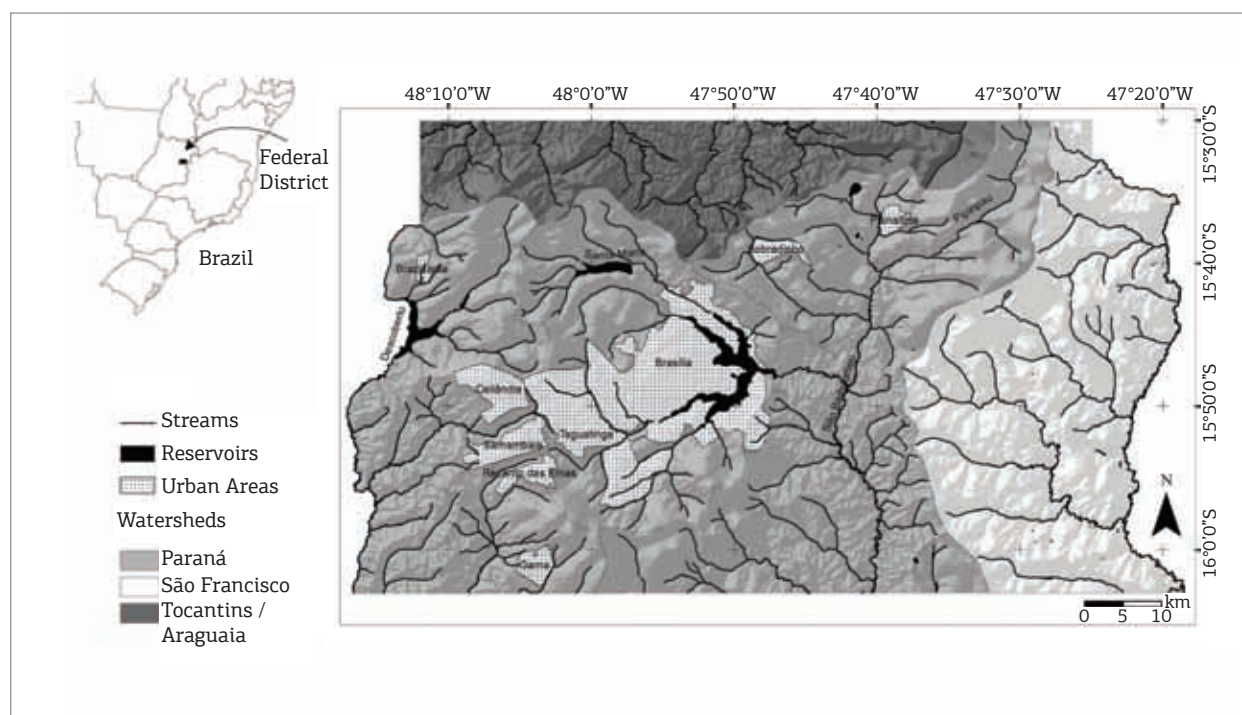 48°10'0"W
48°0'0"W
47°50'0"W
47°40'0"W
47°30'0"W
47°20'0"W
15°30'0"S
15°40'0"S
15°50'0"S
16°0'0"S
Federal
District
Brazil
Streams
Reservoirs
Urban Areas
Watersheds
Paraná
São Francisco
Tocantins /
Araguaia
Santa Maria
Sobradinho
Brasília
Ceilândia
Taguatinga
Samambaia
Recanto das Emas
Gama
N
km
0 5 10